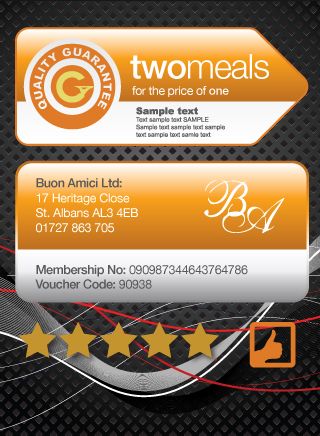 QUALITY GUARANTEE
G
twomeals
for the price of one
Sample text
Text sample text SAMPLE
Sample text sample text sample
text sample text samle text
Buon Amici Ltd:
17 Heritage Close
St. Albans AL3 4EB
01727 863 705
BA
Membership No: 090987344643764786
Voucher Code: 90938